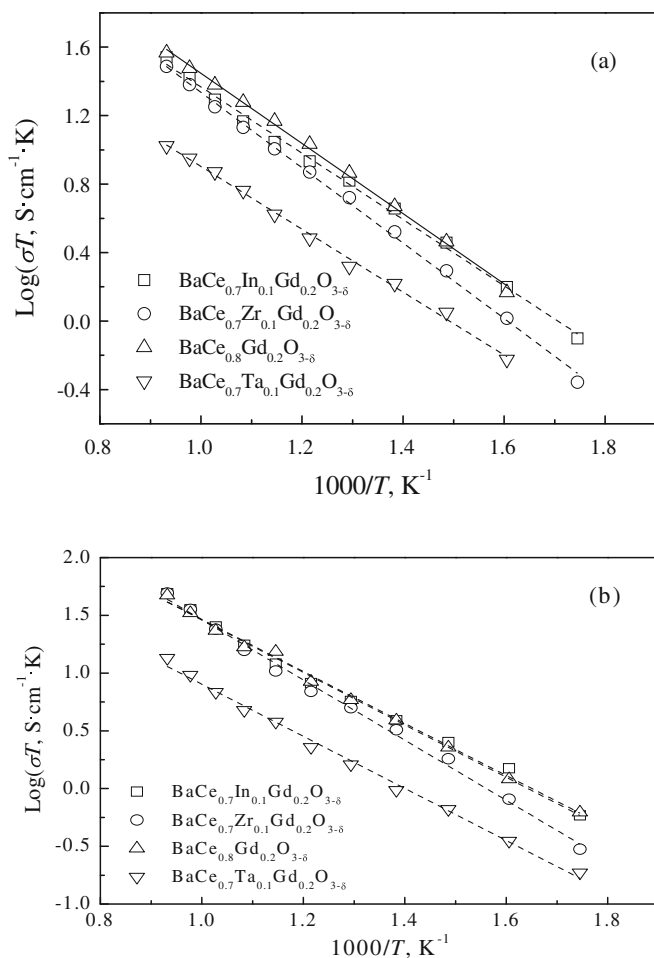 (a)
1.6
1.2
0.8
0.4
0.0
-0.4
Log(σT, S·cm⁻¹·K)
BaCe₀.₇In₀.₁Gd₀.₂O₃₋δ
BaCe₀.₇Zr₀.₁Gd₀.₂O₃₋δ
BaCe₀.₈Gd₀.₂O₃₋δ
BaCe₀.₇Ta₀.₁Gd₀.₂O₃₋δ
0.8 1.0 1.2 1.4 1.6 1.8
1000/T, K⁻¹
(b)
2.0
1.5
1.0
0.5
0.0
-0.5
-1.0
Log(σT, S·cm⁻¹·K)
BaCe₀.₇In₀.₁Gd₀.₂O₃₋δ
BaCe₀.₇Zr₀.₁Gd₀.₂O₃₋δ
BaCe₀.₈Gd₀.₂O₃₋δ
BaCe₀.₇Ta₀.₁Gd₀.₂O₃₋δ
0.8 1.0 1.2 1.4 1.6 1.8
1000/T, K⁻¹